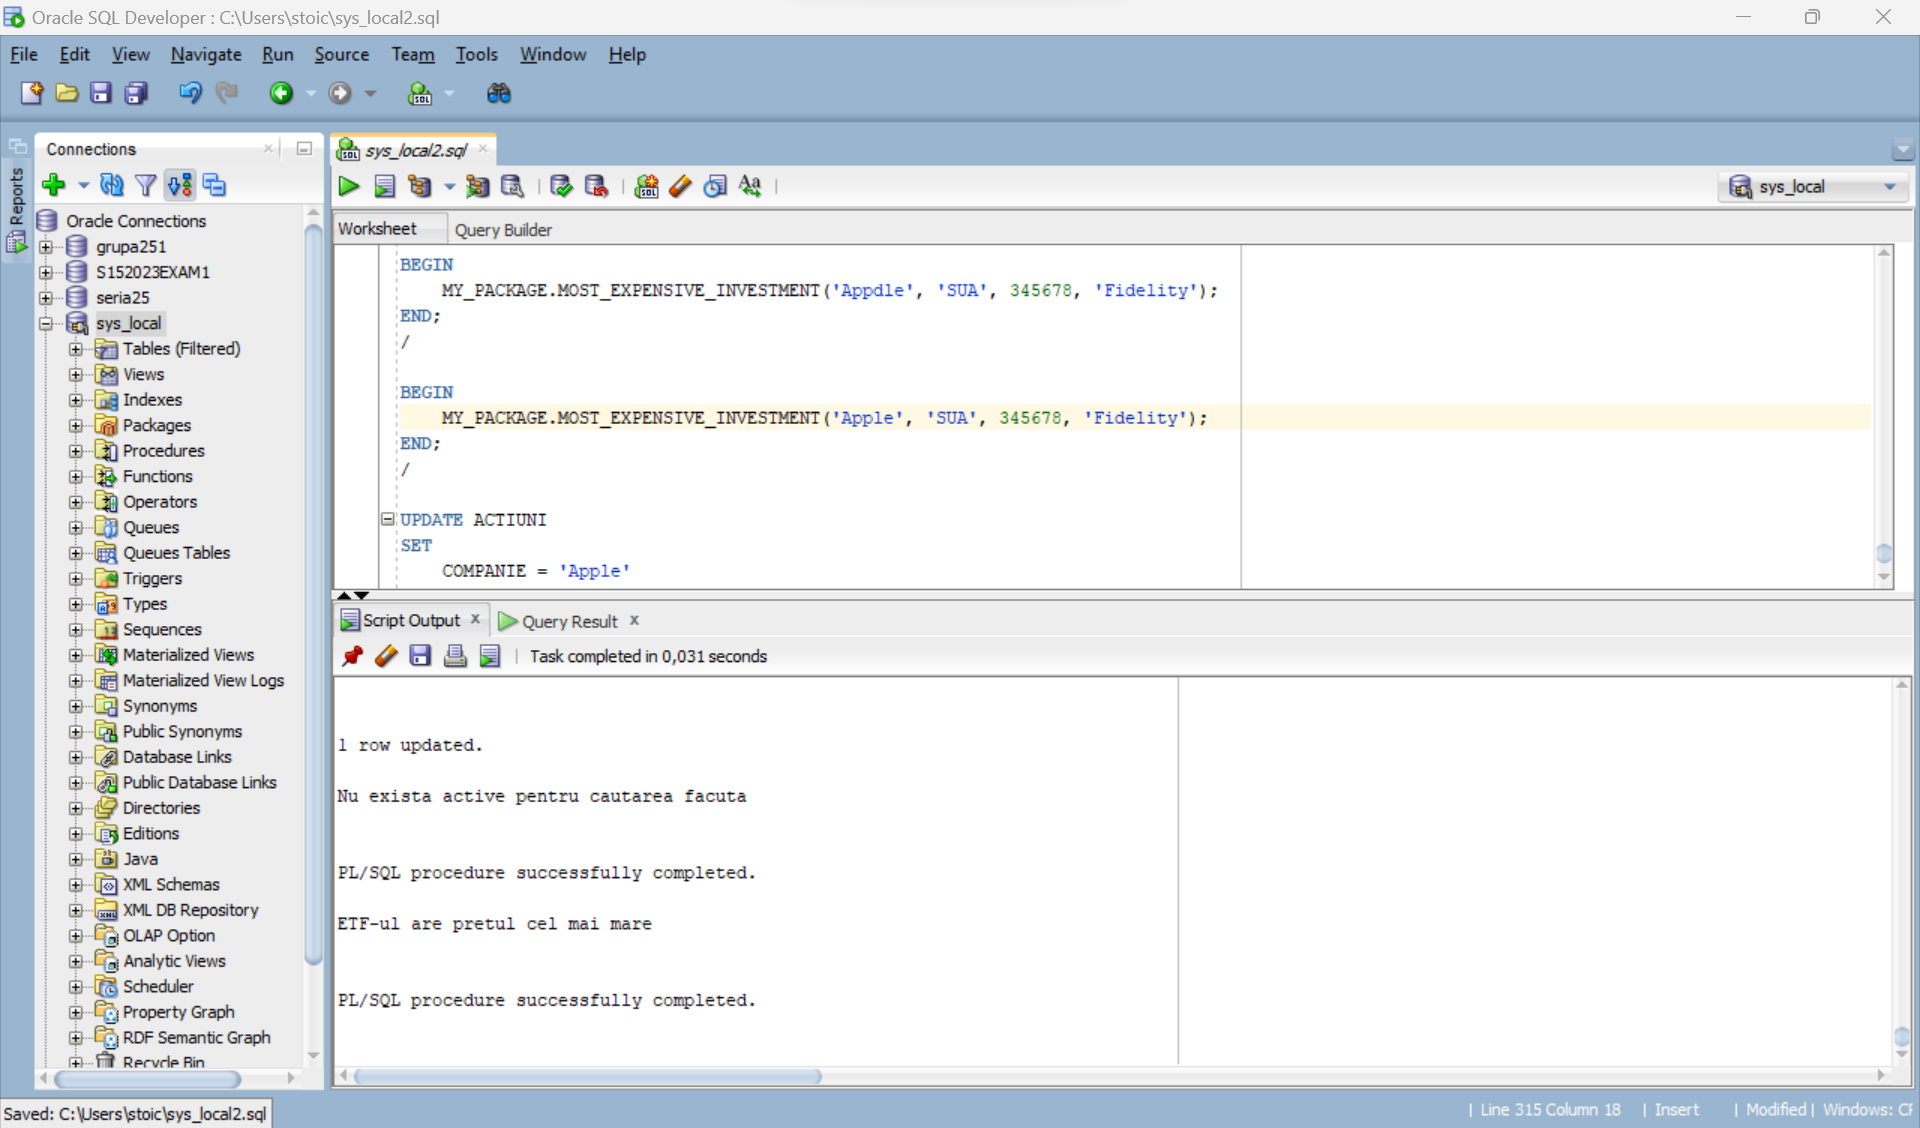 Oracle SQL Developer : C:\Users\stoic\sys_local2.sql
File Edit View Navigate Run Source Team Tools Window Help
Reports
Connections
Oracle Connections
grupa251
S152023EXAM1
seria25
sys_local
Tables (Filtered)
Views
Indexes
Packages
Procedures
Functions
Operators
Queues
Queues Tables
Triggers
Types
Sequences
Materialized Views
Materialized View Logs
Synonyms
Public Synonyms
Database Links
Public Database Links
Directories
Editions
Java
XML Schemas
XML DB Repository
OLAP Option
Analytic Views
Scheduler
Property Graph
RDF Semantic Graph
Recycle Bin
sys_local2.sql
sys_local
Worksheet Query Builder
BEGIN
MY_PACKAGE.MOST_EXPENSIVE_INVESTMENT('Appdle', 'SUA', 345678, 'Fidelity');
END;
/
BEGIN
MY_PACKAGE.MOST_EXPENSIVE_INVESTMENT('Apple', 'SUA', 345678, 'Fidelity');
END;
/
UPDATE ACTIUNI
SET
COMPANIE = 'Apple'
Script Output x Query Result x
Task completed in 0,031 seconds
1 row updated.
Nu exista active pentru cautarea facuta
PL/SQL procedure successfully completed.
ETF-ul are pretul cel mai mare
PL/SQL procedure successfully completed.
Saved: C:\Users\stoic\sys_local2.sql
| Line 315 Column 18 | Insert | Modified | Windows: